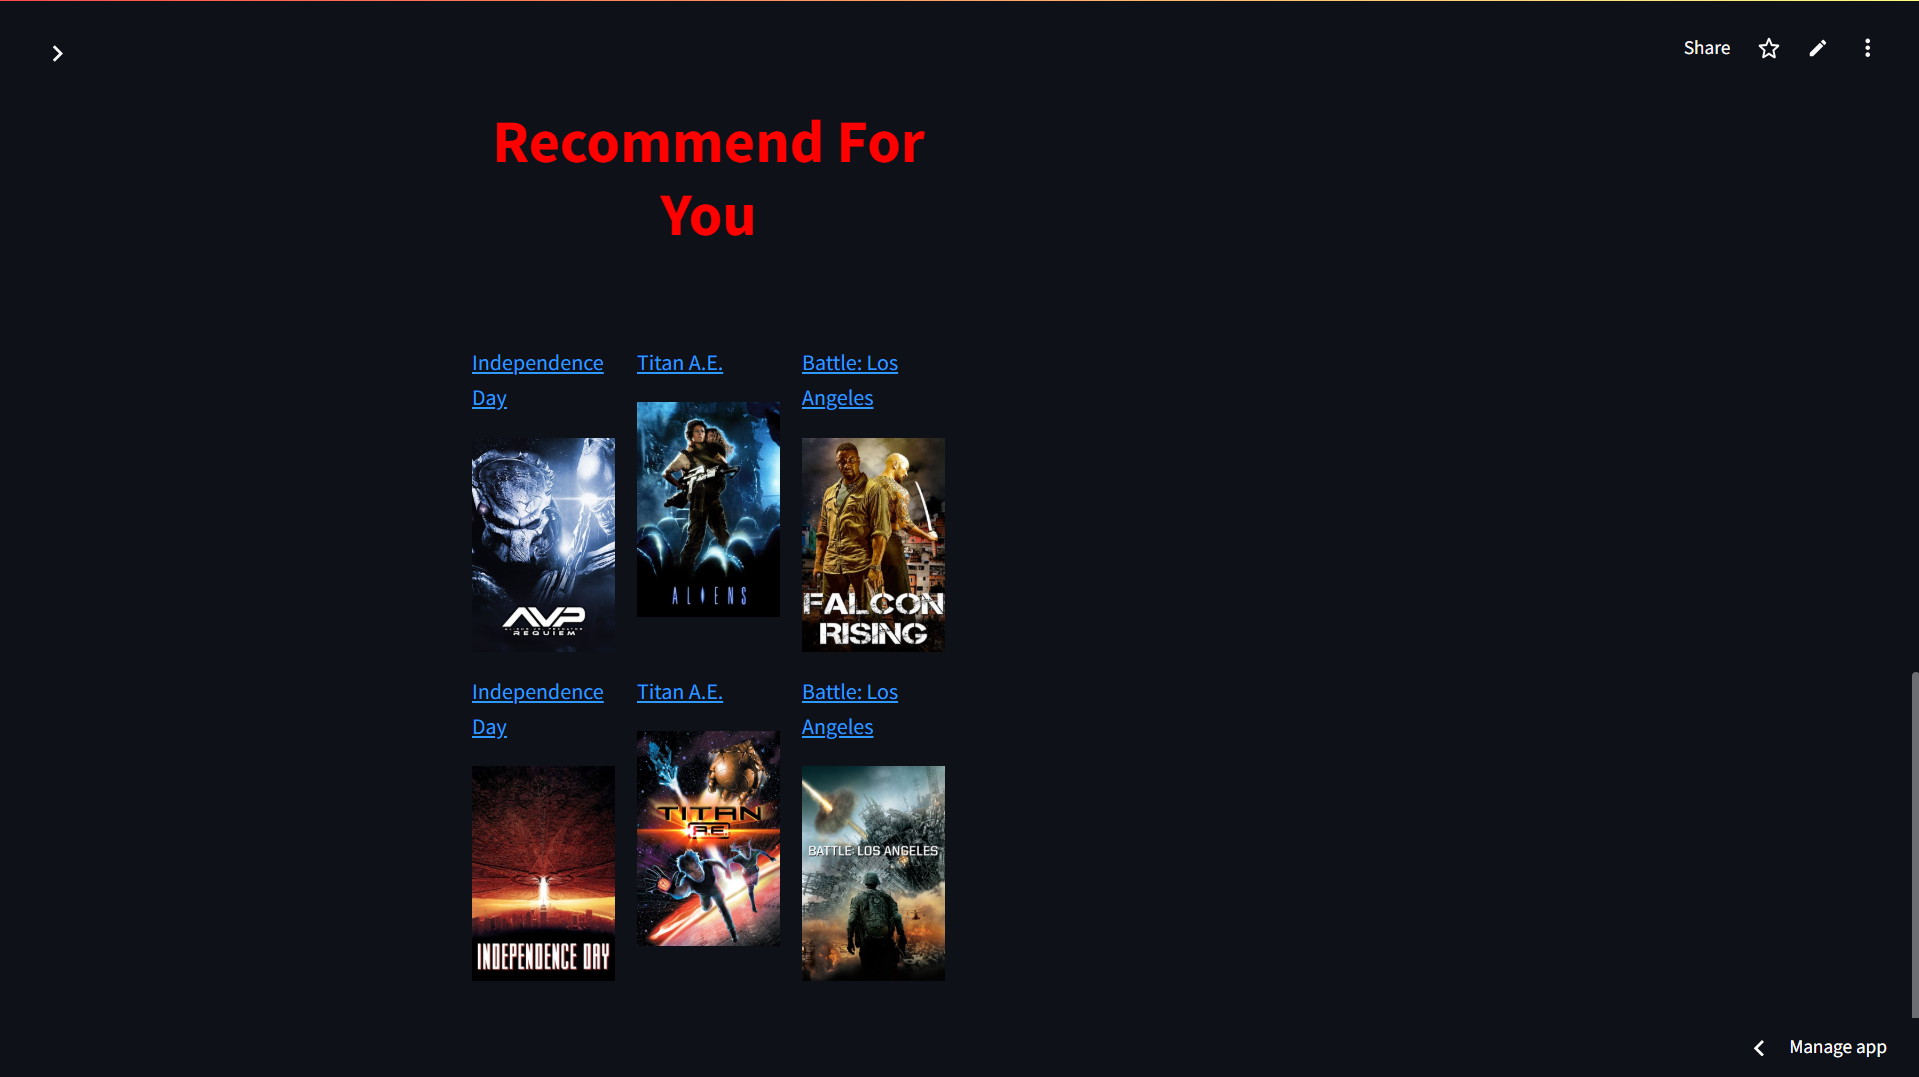 Share
Recommend For
You
Independence
Day
Titan A.E.
Battle: Los
Angeles
AVP
REQUIEM
ALIENS
FALCON
RISING
Independence
Day
Titan A.E.
Battle: Los
Angeles
INDEPENDENCE DAY
TITAN
A.E.
BATTLE: LOS ANGELES
Manage app